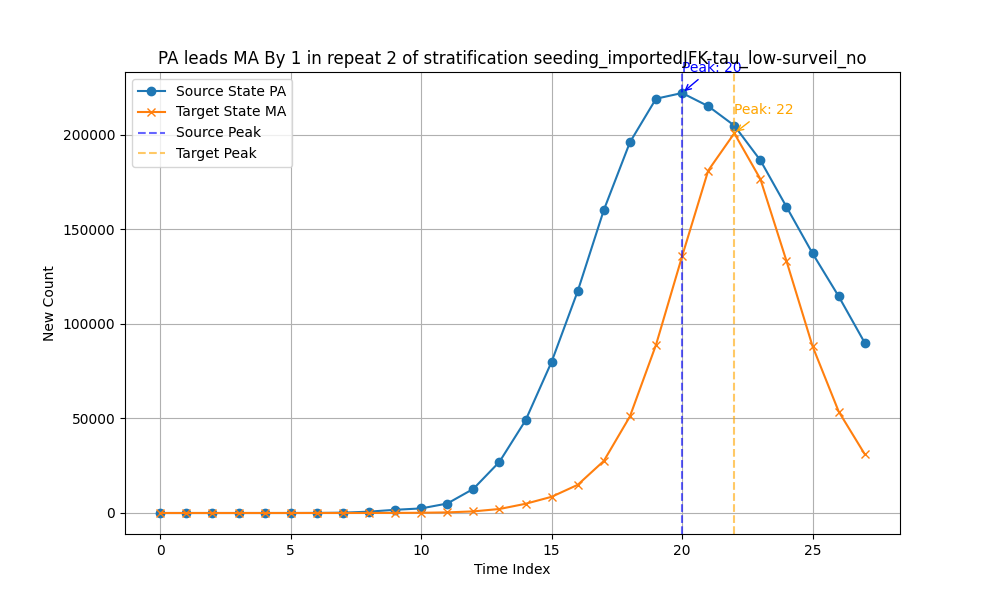 PA leads MA By 1 in repeat 2 of stratification seeding_importedJFK-tau_low-surveil_no
Peak: 20
Peak: 22
Source State PA
Target State MA
Source Peak
Target Peak
200000
150000
100000
50000
0
New Count
0 5 10 15 20 25
Time Index